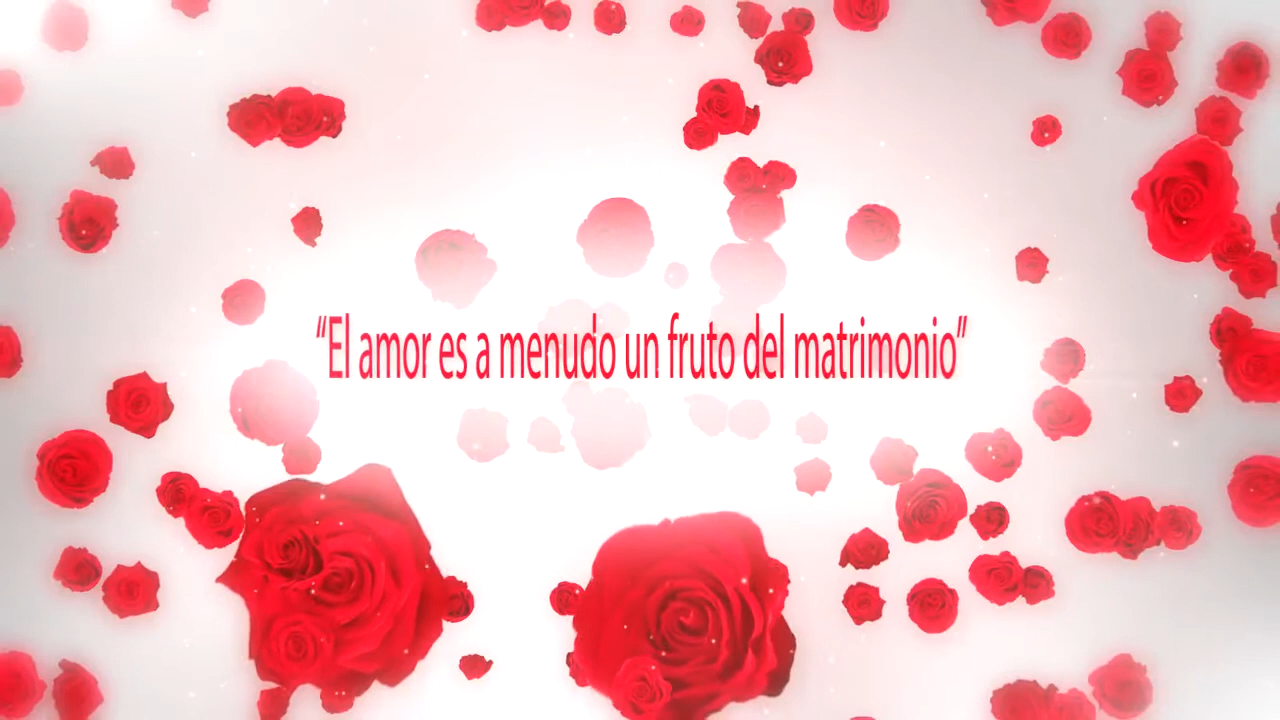 “El amor es a menudo un fruto del matrimonio”